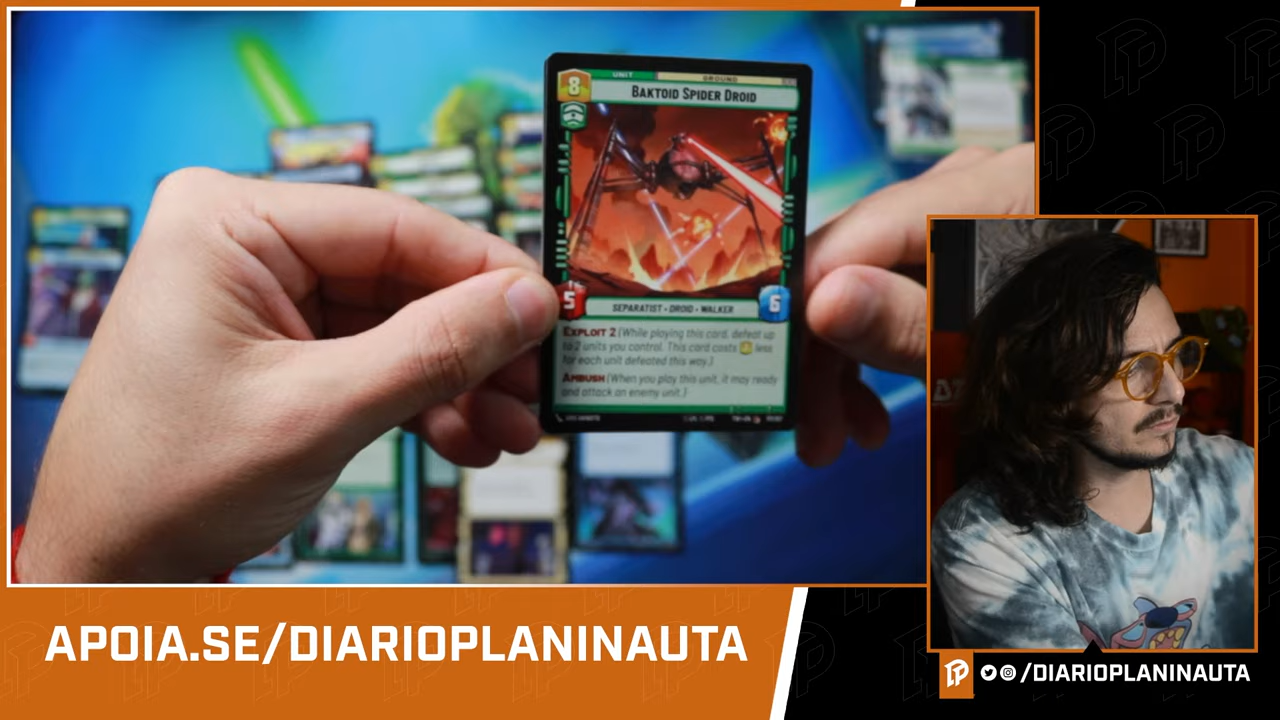 8
UNIT
GROUND
BAKTOID SPIDER DROID
5
SEPARATIST • DROID • WALKER
6
EXPLOIT 2 (While playing this card, defeat up
to 2 units you control. This card costs less
for each unit defeated this way.)
AMBUSH (When you play this unit, it may ready
and attack an enemy unit.)
APOIA.SE/DIARIOPLANINAUTA
/DIARIOPLANINAUTA